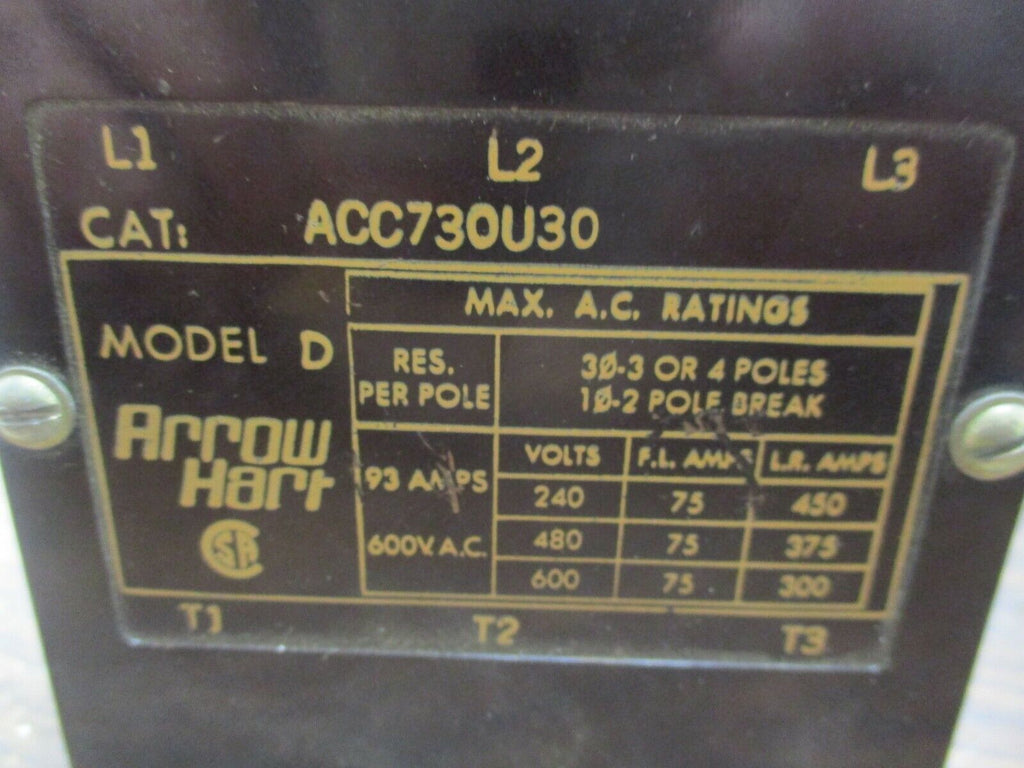 L1 L2 L3
CAT: ACC730U30
MAX. A.C. RATINGS
MODEL D
RES.
PER POLE
3Ø-3 OR 4 POLES
1Ø-2 POLE BREAK
Arrow
Hart
SA
93 AMPS
600V.A.C.
VOLTS F.L. AMPS L.R. AMPS
240 75 450
480 75 375
600 75 300
T1 T2 T3